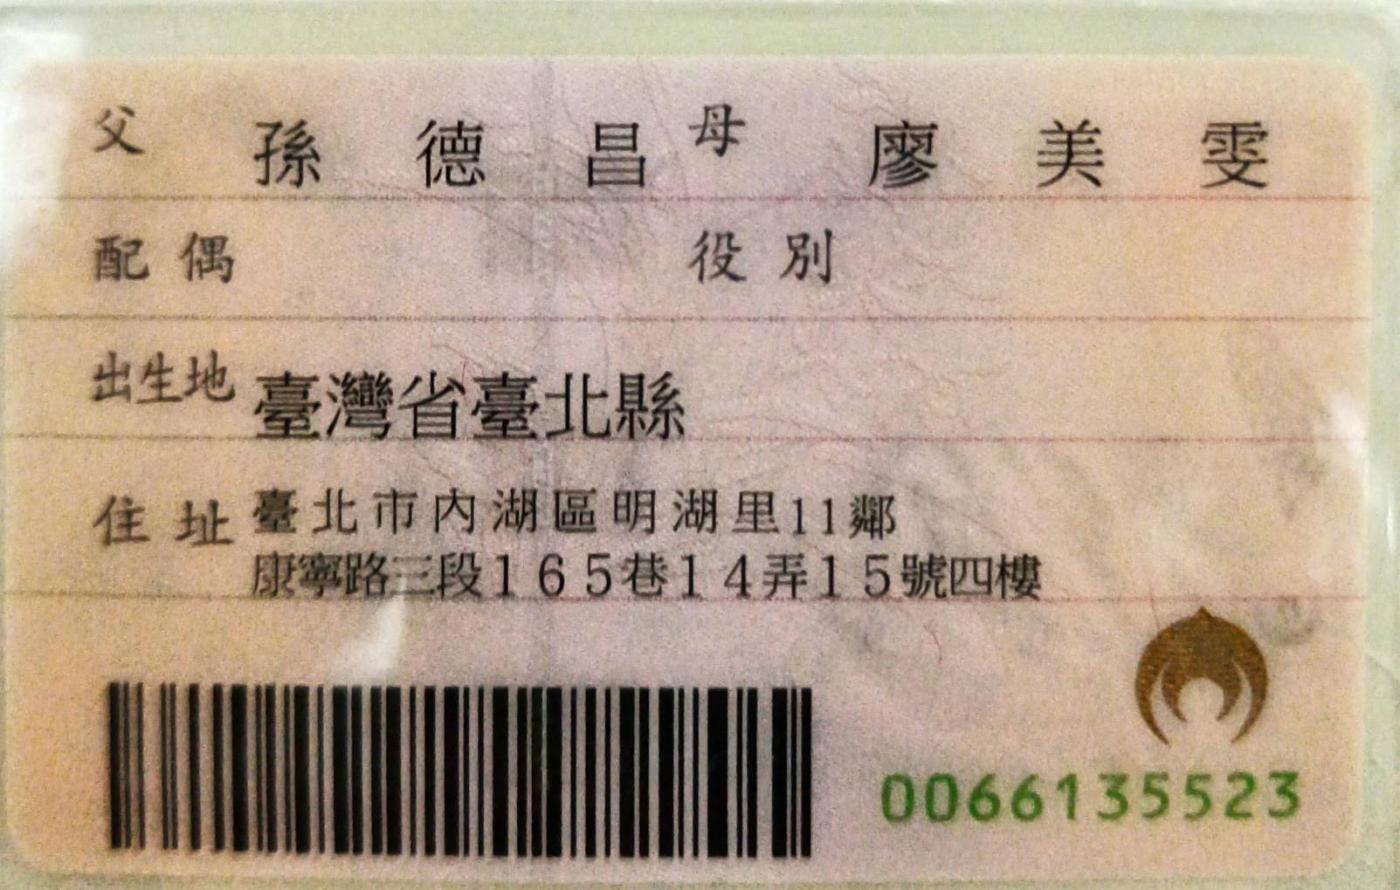 父 孫德昌 母 廖美雯
配偶 役別
出生地 臺灣省臺北縣
住址 臺北市內湖區明湖里11鄰
康寧路三段165巷14弄15號四樓
0066135523